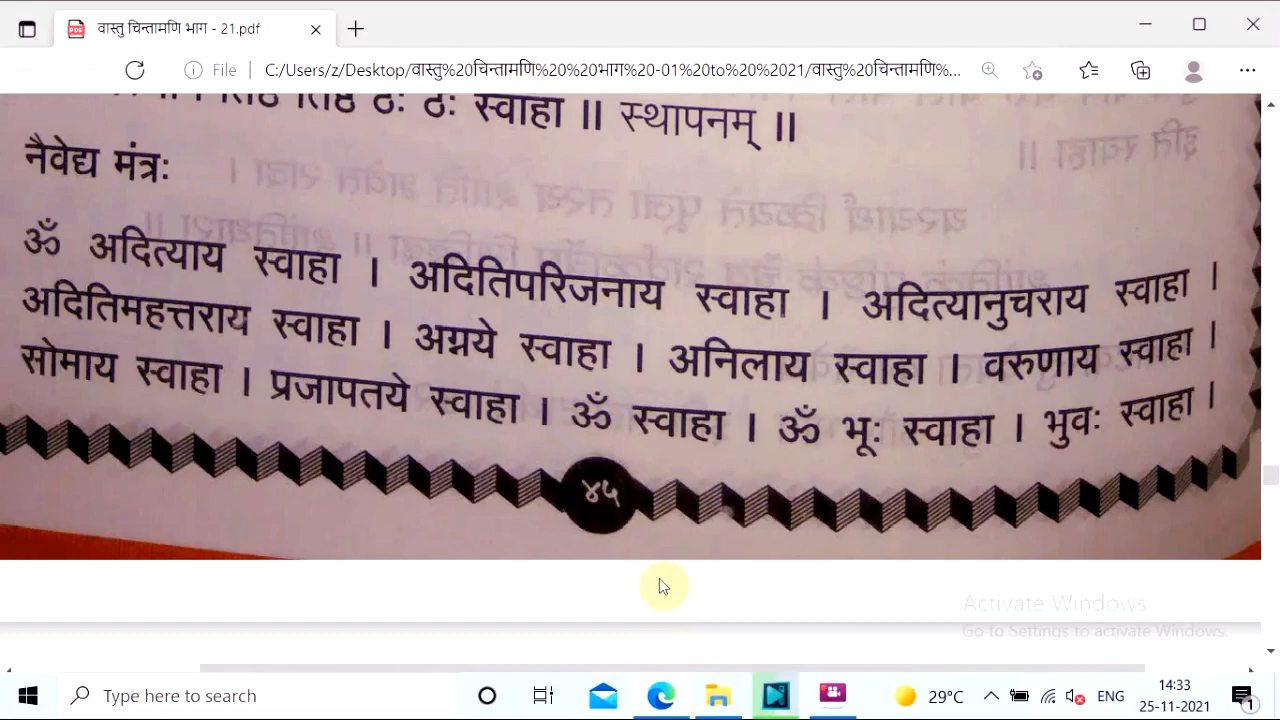 वास्तु चिन्तामणि भाग - 21.pdf
File C:/Users/z/Desktop/वास्तु%20चिन्तामणि%20%20भाग%20-01%20to%20%2021/वास्तु%20चिन्तामणि%...
तिष्ठ तिष्ठ ठः ठः स्वाहा ॥ स्थापनम् ॥
नैवेद्य मंत्रः
ॐ अदित्याय स्वाहा । अदितिपरिजनाय स्वाहा । अदित्यानुचराय स्वाहा ।
अदितिमहत्तराय स्वाहा । अग्नये स्वाहा । अनिलाय स्वाहा । वरुणाय स्वाहा ।
सोमाय स्वाहा । प्रजापतये स्वाहा । ॐ स्वाहा । ॐ भूः स्वाहा । भुवः स्वाहा ।
४५
Activate Windows
Go to Settings to activate Windows.
Type here to search
29°C
ENG
14:33
25-11-2021
1